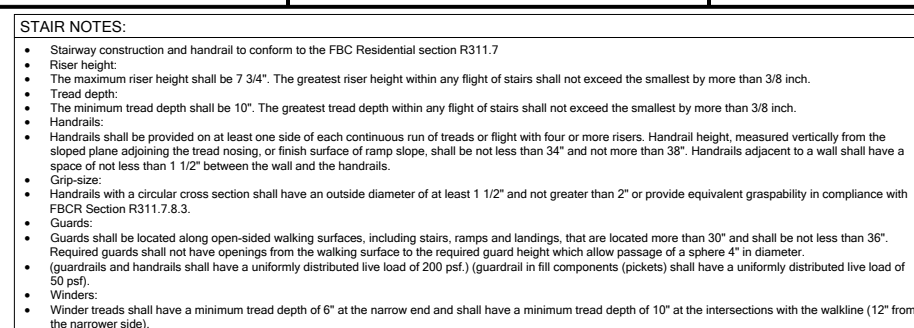 STAIR NOTES:
• Stairway construction and handrail to conform to the FBC Residential section R311.7
• Riser height:
• The maximum riser height shall be 7 3/4". The greatest riser height within any flight of stairs shall not exceed the smallest by more than 3/8 inch.
• Tread depth:
• The minimum tread depth shall be 10". The greatest tread depth within any flight of stairs shall not exceed the smallest by more than 3/8 inch.
• Handrails:
• Handrails shall be provided on at least one side of each continuous run of treads or flight with four or more risers. Handrail height, measured vertically from the
sloped plane adjoining the tread nosing, or finish surface of ramp slope, shall be not less than 34" and not more than 38". Handrails adjacent to a wall shall have a
space of not less than 1 1/2" between the wall and the handrails.
• Grip-size:
• Handrails with a circular cross section shall have an outside diameter of at least 1 1/2" and not greater than 2" or provide equivalent graspability in compliance with
FBCR Section R311.7.8.3.
• Guards:
• Guards shall be located along open-sided walking surfaces, including stairs, ramps and landings, that are located more than 30" and shall be not less than 36".
Required guards shall not have openings from the walking surface to the required guard height which allow passage of a sphere 4" in diameter.
• (guardrails and handrails shall have a uniformly distributed live load of 200 psf.) (guardrail in fill components (pickets) shall have a uniformly distributed live load of
50 psf).
• Winders:
• Winder treads shall have a minimum tread depth of 6" at the narrow end and shall have a minimum tread depth of 10" at the intersections with the walkline (12" from
the narrower side).